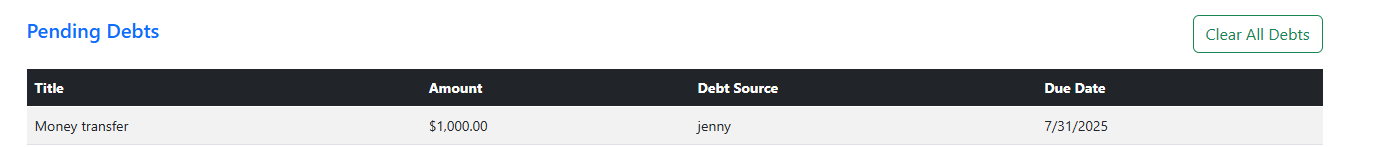 Pending Debts
Clear All Debts
Title Amount Debt Source Due Date
Money transfer $1,000.00 jenny 7/31/2025